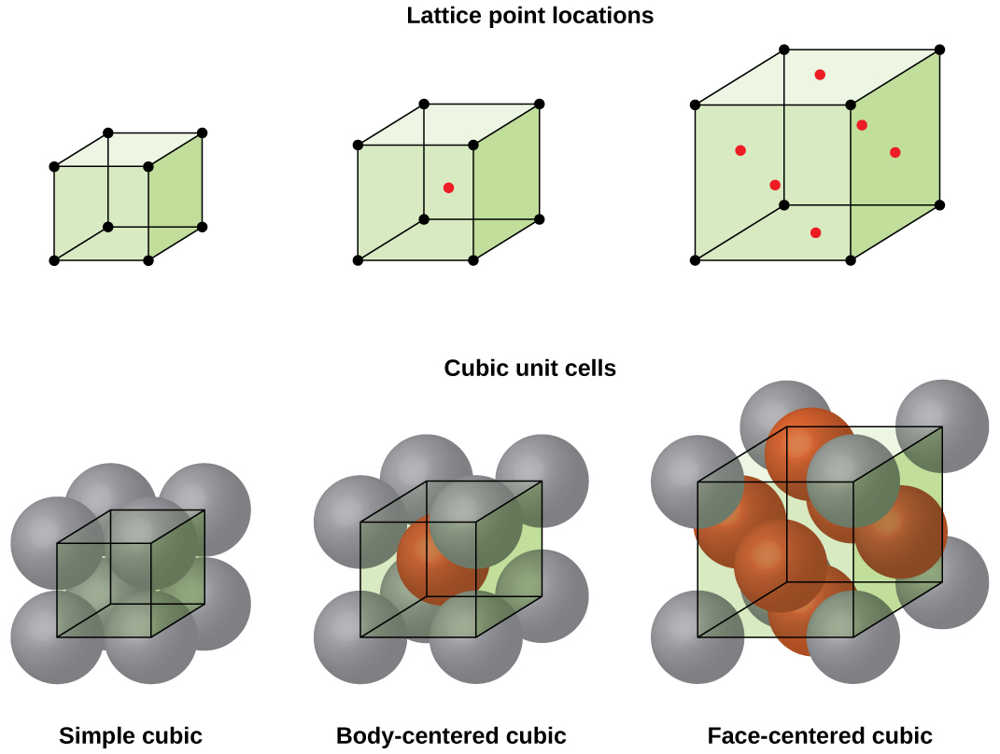 Lattice point locations
Cubic unit cells
Simple cubic
Body-centered cubic
Face-centered cubic